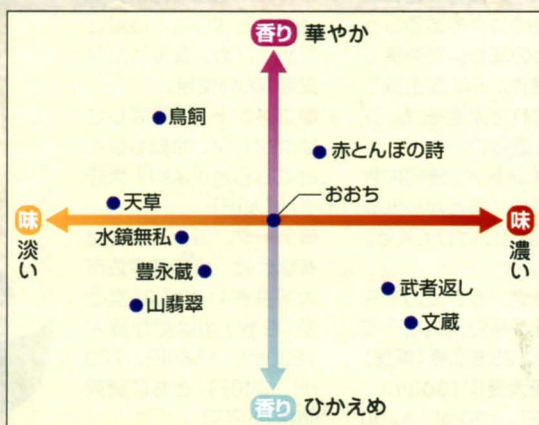 香り 華やか
鳥飼
赤とんぼの詩
天草
おおち
味
淡い
味
濃い
水鏡無私
豊永蔵
山翡翠
武者返し
文蔵
香り ひかえめ